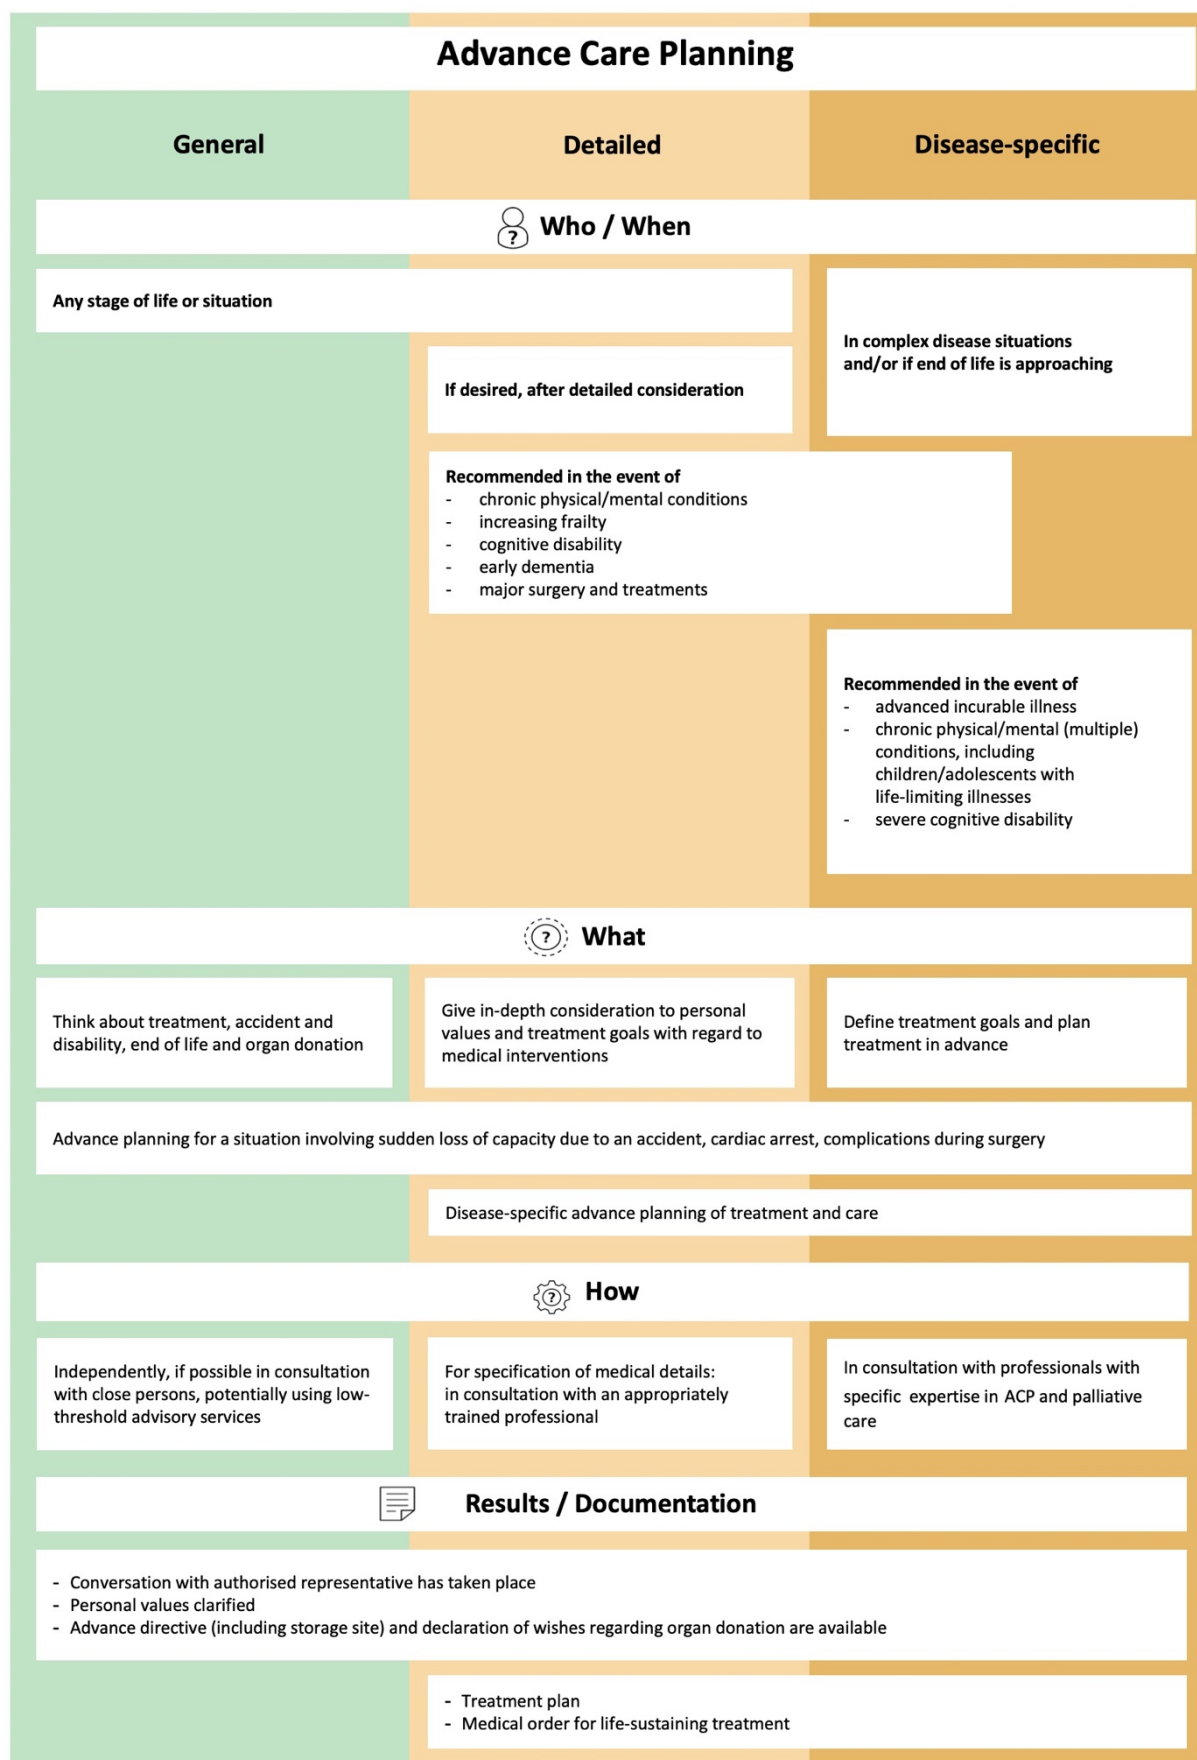 Advance Care Planning
General
Detailed
Disease-specific
? Who / When
Any stage of life or situation
In complex disease situations
and/or if end of life is approaching
If desired, after detailed consideration
Recommended in the event of
- chronic physical/mental conditions
- increasing frailty
- cognitive disability
- early dementia
- major surgery and treatments
Recommended in the event of
- advanced incurable illness
- chronic physical/mental (multiple)
conditions, including
children/adolescents with
life-limiting illnesses
- severe cognitive disability
? What
Think about treatment, accident and
disability, end of life and organ donation
Give in-depth consideration to personal
values and treatment goals with regard to
medical interventions
Define treatment goals and plan
treatment in advance
Advance planning for a situation involving sudden loss of capacity due to an accident, cardiac arrest, complications during surgery
Disease-specific advance planning of treatment and care
? How
Independently, if possible in consultation
with close persons, potentially using low-
threshold advisory services
For specification of medical details:
in consultation with an appropriately
trained professional
In consultation with professionals with
specific expertise in ACP and palliative
care
Results / Documentation
- Conversation with authorised representative has taken place
- Personal values clarified
- Advance directive (including storage site) and declaration of wishes regarding organ donation are available
- Treatment plan
- Medical order for life-sustaining treatment